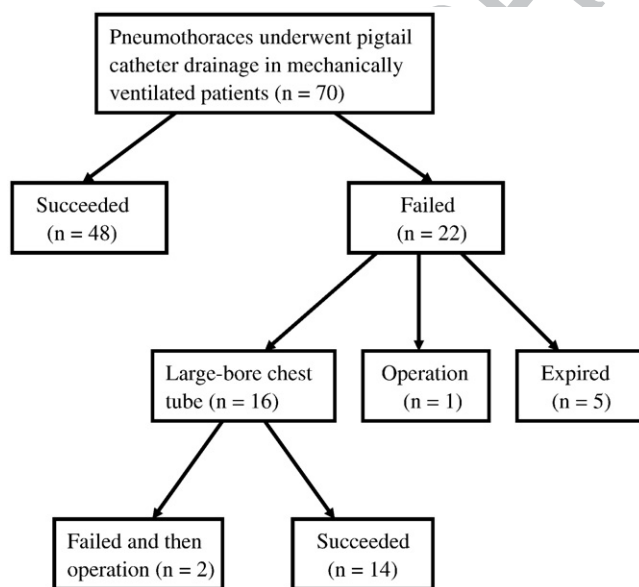 Pneumothoraces underwent pigtail
catheter drainage in mechanically
ventilated patients (n = 70)
Succeeded
(n = 48)
Failed
(n = 22)
Large-bore chest
tube (n = 16)
Operation
(n = 1)
Expired
(n = 5)
Failed and then
operation (n = 2)
Succeeded
(n = 14)